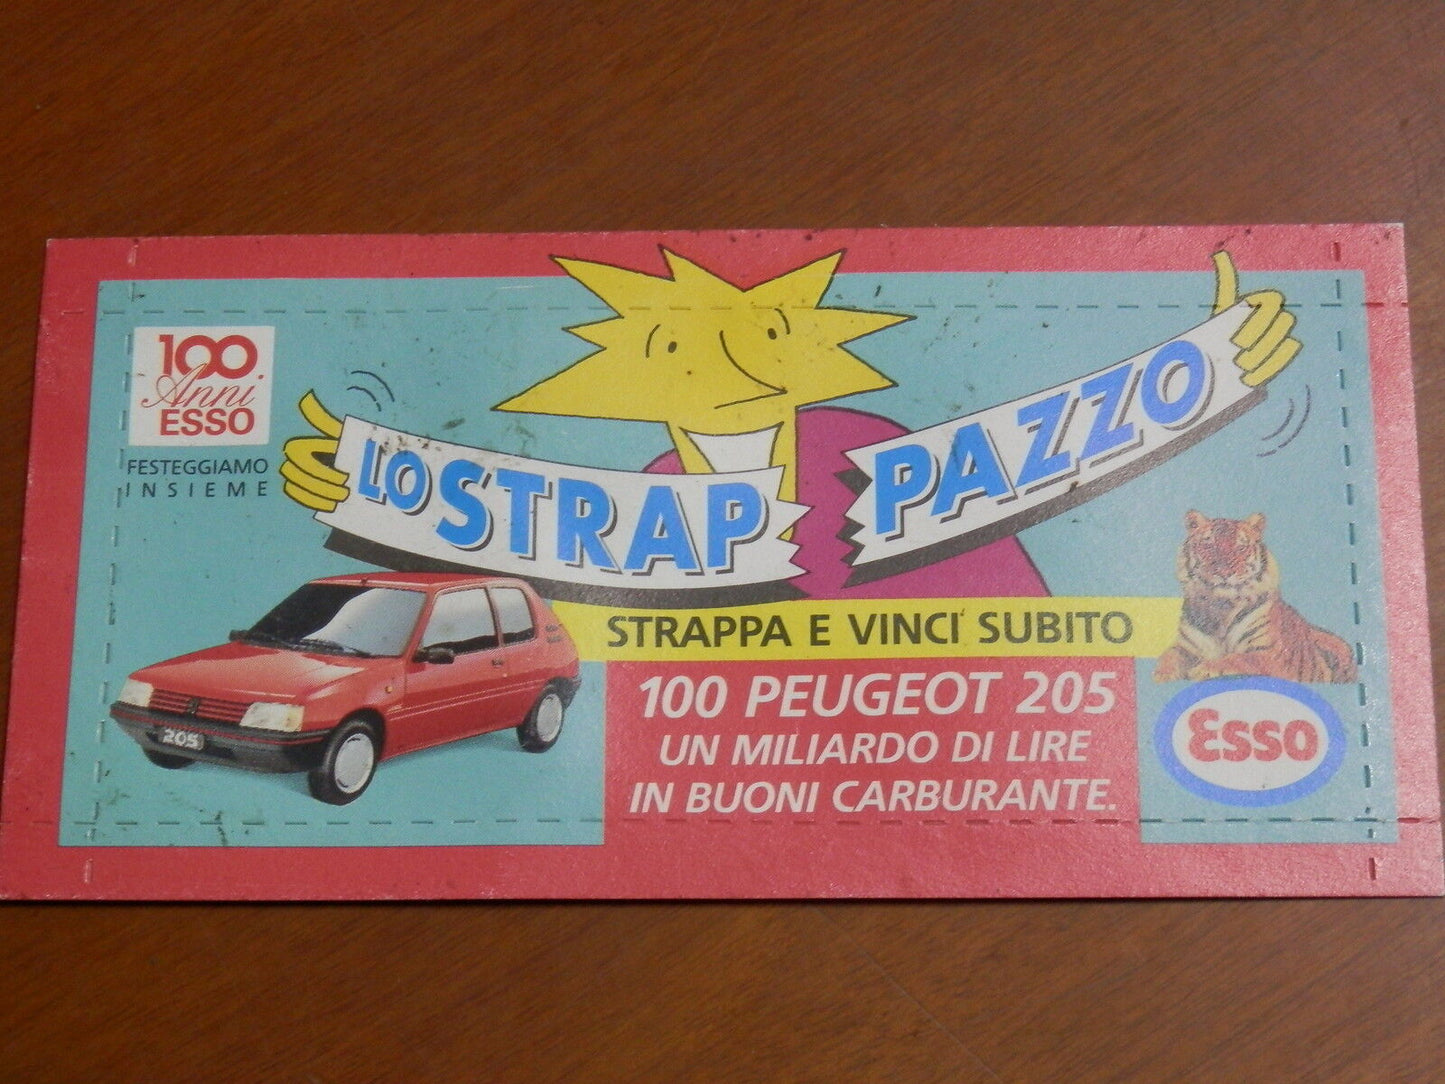 100
Anni
ESSO
FESTEGGIAMO
INSIEME
LO STRAP PAZZO
STRAPPA E VINCI SUBITO
100 PEUGEOT 205
UN MILIARDO DI LIRE
IN BUONI CARBURANTE.
205
Esso